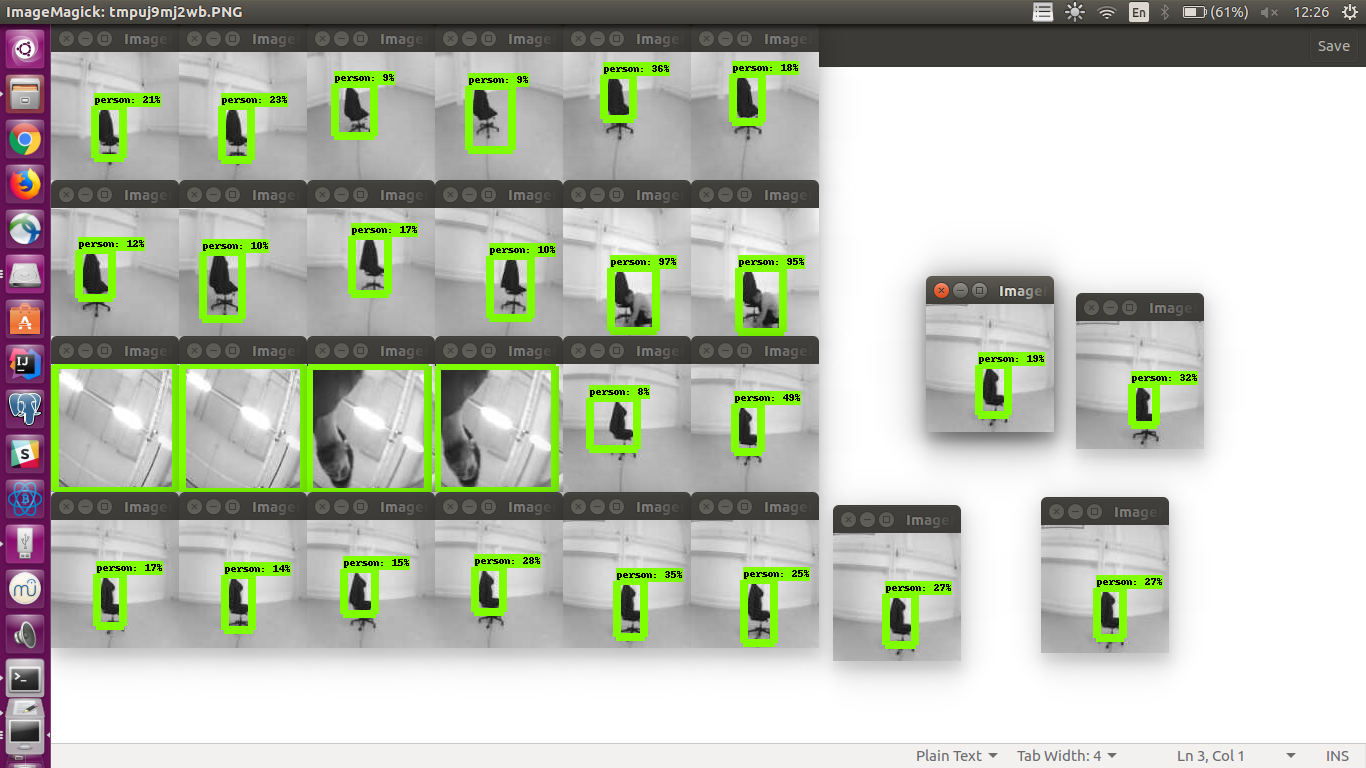 ImageMagick: tmpuj9mj2wb.PNG
En
(61%)
12:26
Save
Image
Image
Image
Image
Image
Image
person: 21%
person: 23%
person: 9%
person: 9%
person: 36%
person: 18%
Image
Image
Image
Image
Image
Image
person: 12%
person: 10%
person: 17%
person: 10%
person: 97%
person: 95%
Image
Image
Image
Image
Image
Image
person: 8%
person: 49%
Image
Image
Image
Image
Image
Image
person: 17%
person: 14%
person: 15%
person: 28%
person: 35%
person: 25%
Image
person: 19%
Image
person: 32%
Image
person: 27%
Image
person: 27%
Plain Text
Tab Width: 4
Ln 3, Col 1
INS